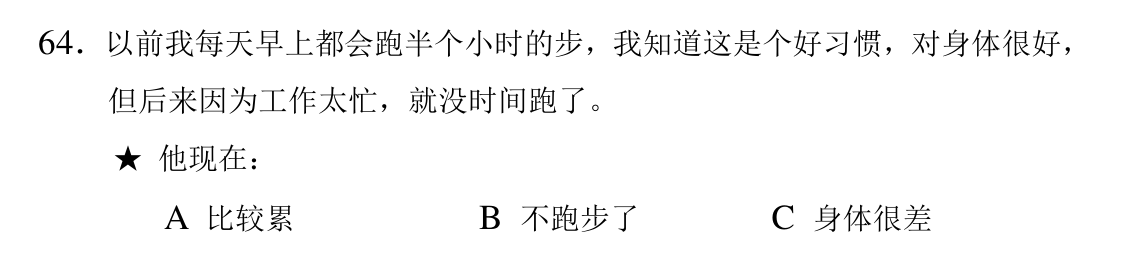 64．以前我每天早上都会跑半个小时的步，我知道这是个好习惯，对身体很好，
但后来因为工作太忙，就没时间跑了。
★ 他现在：
A 比较累 B 不跑步了 C 身体很差